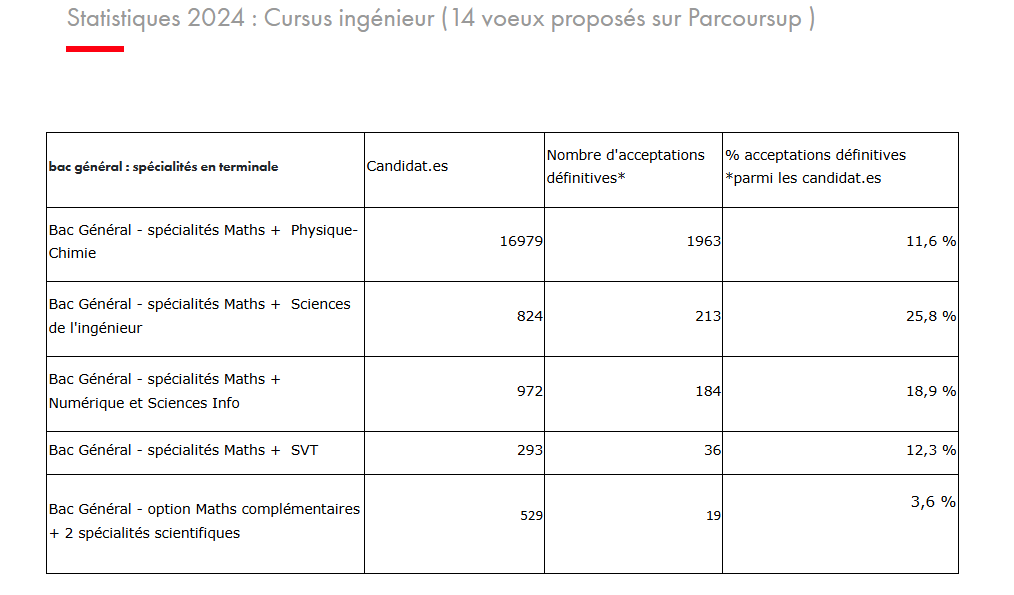 Statistiques 2024 : Cursus ingénieur (14 voeux proposés sur Parcoursup )
bac général : spécialités en terminale
Candidat.es
Nombre d'acceptations
définitives*
% acceptations définitives
*parmi les candidat.es
Bac Général - spécialités Maths + Physique-
Chimie
16979
1963
11,6 %
Bac Général - spécialités Maths + Sciences
de l'ingénieur
824
213
25,8 %
Bac Général - spécialités Maths +
Numérique et Sciences Info
972
184
18,9 %
Bac Général - spécialités Maths + SVT
293
36
12,3 %
Bac Général - option Maths complémentaires
+ 2 spécialités scientifiques
529
19
3,6 %